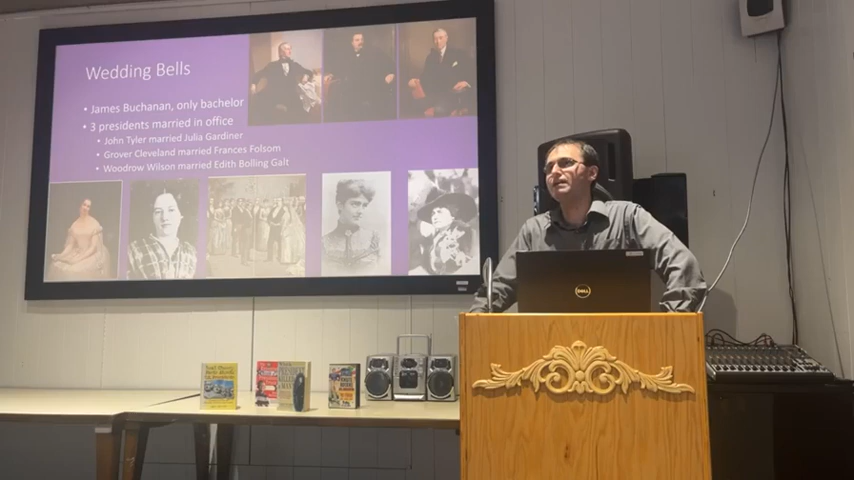 Wedding Bells
• James Buchanan, only bachelor
• 3 presidents married in office
• John Tyler married Julia Gardiner
• Grover Cleveland married Frances Folsom
• Woodrow Wilson married Edith Bolling Galt
DELL